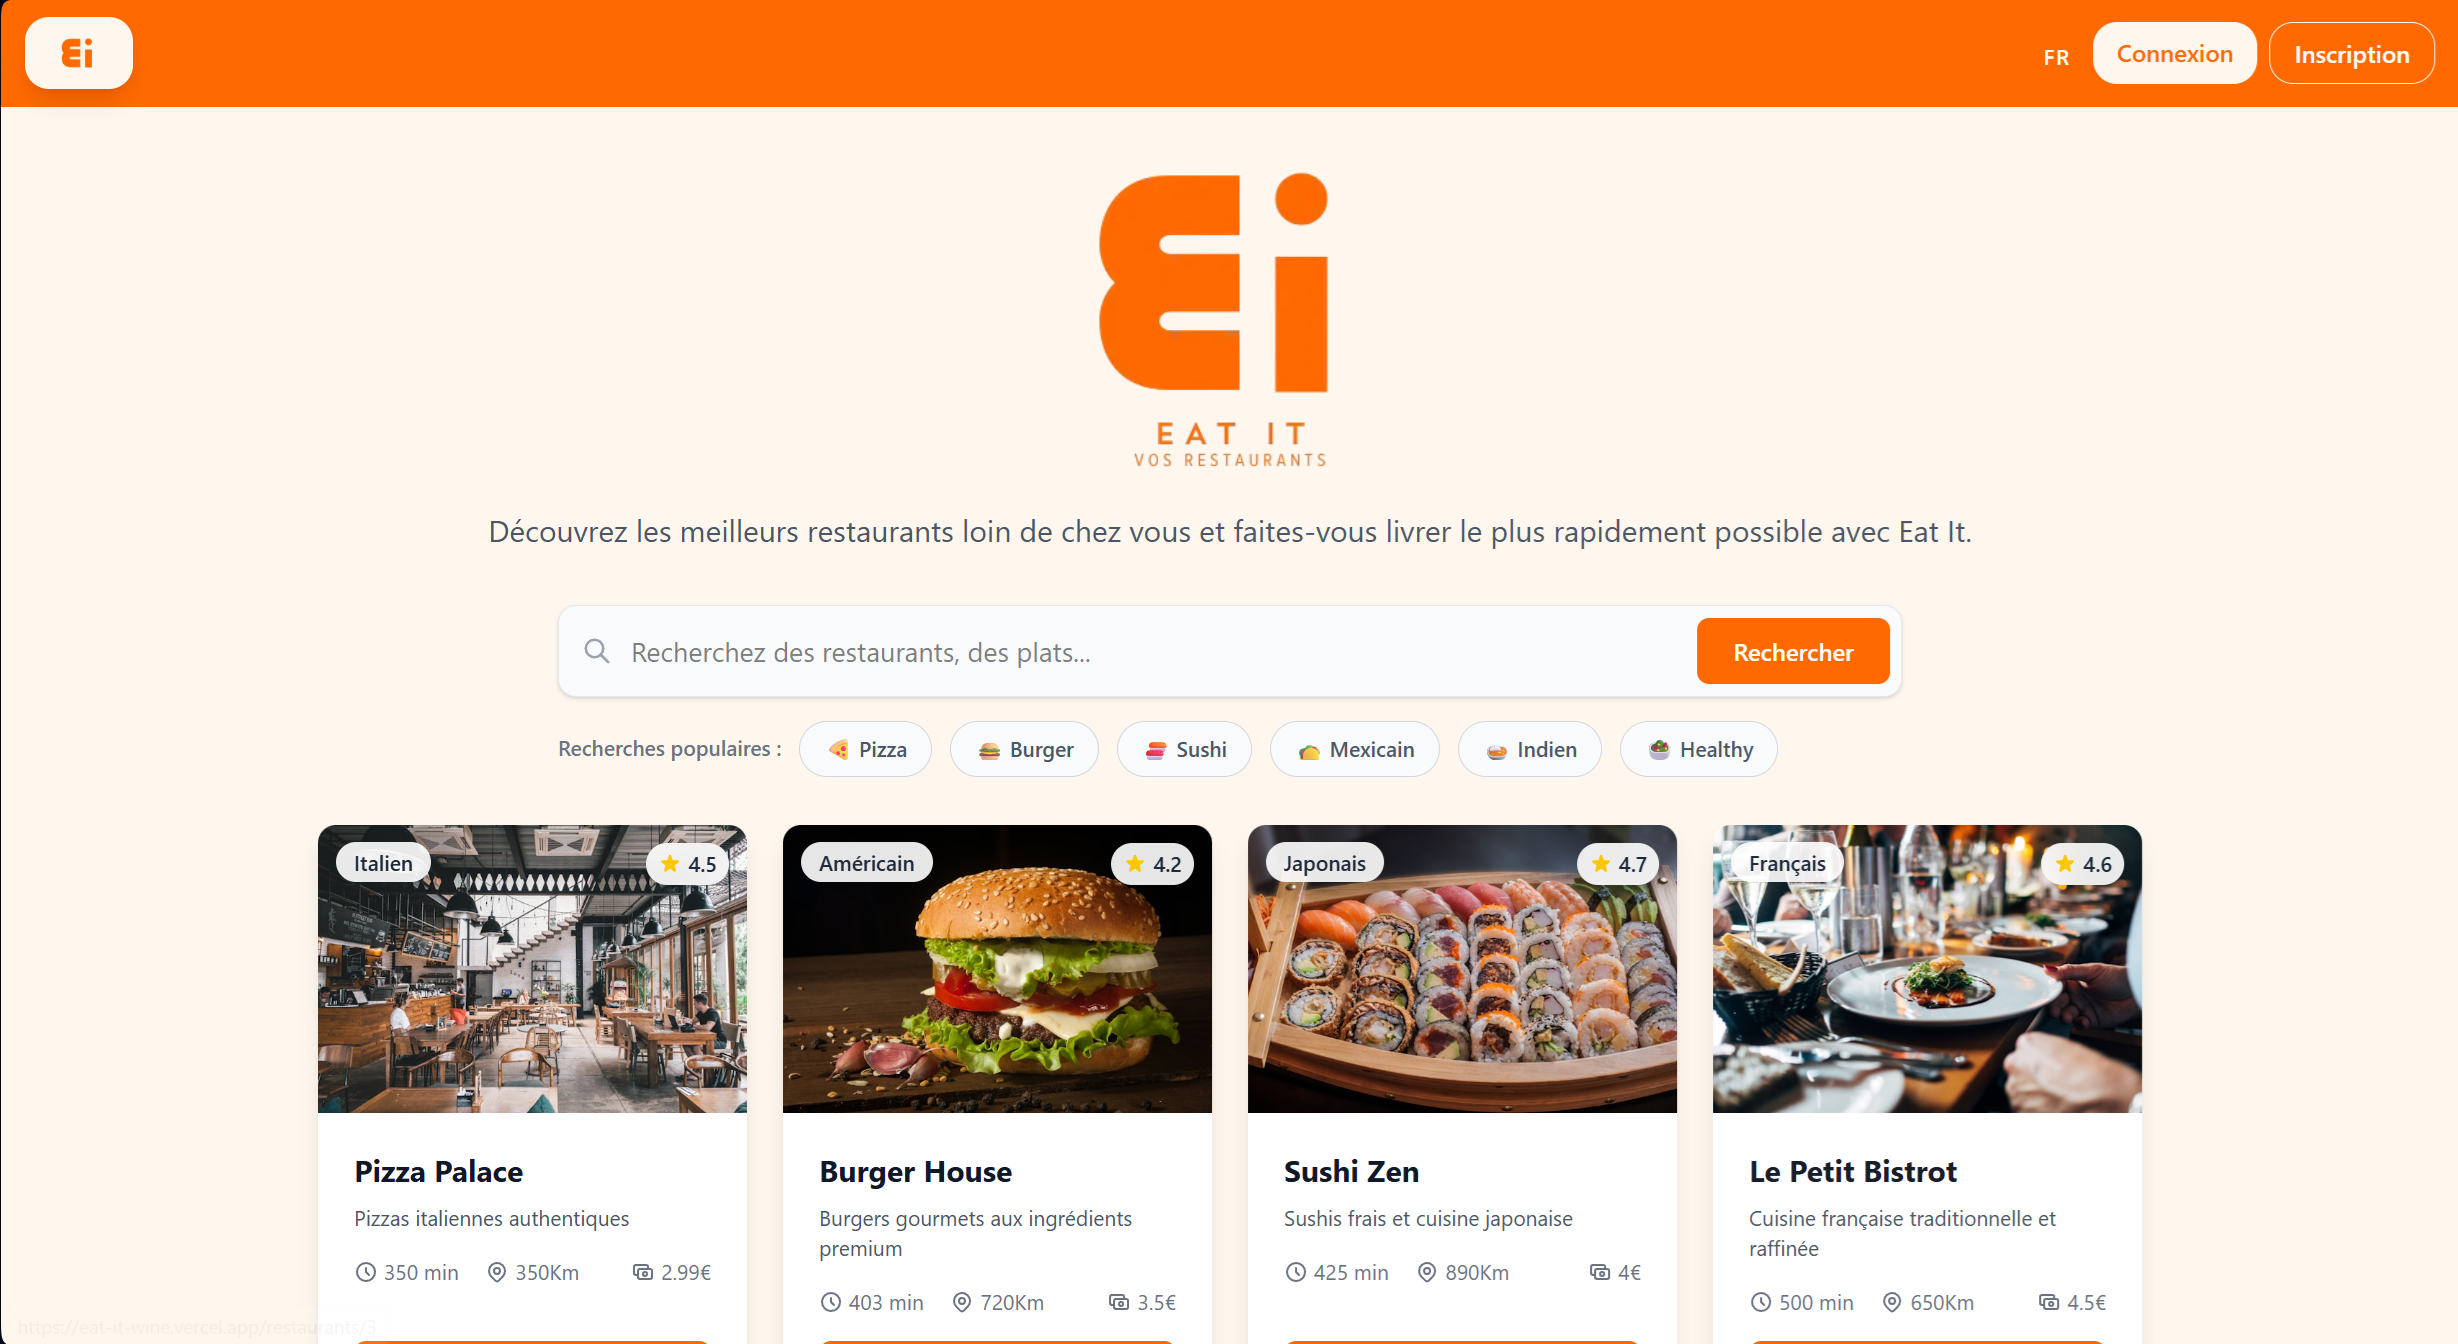 Ei
FR
Connexion
Inscription
Ei
EAT IT
VOS RESTAURANTS
Découvrez les meilleurs restaurants loin de chez vous et faites-vous livrer le plus rapidement possible avec Eat It.
Recherchez des restaurants, des plats...
Rechercher
Recherches populaires :
Pizza
Burger
Sushi
Mexicain
Indien
Healthy
Italien
4.5
Américain
4.2
Japonais
4.7
Français
4.6
Pizza Palace
Pizzas italiennes authentiques
350 min
350Km
2.99€
Burger House
Burgers gourmets aux ingrédients
premium
403 min
720Km
3.5€
Sushi Zen
Sushis frais et cuisine japonaise
425 min
890Km
4€
Le Petit Bistrot
Cuisine française traditionnelle et
raffinée
500 min
650Km
4.5€
https://eat-it-wine.vercel.app/restaurants/3